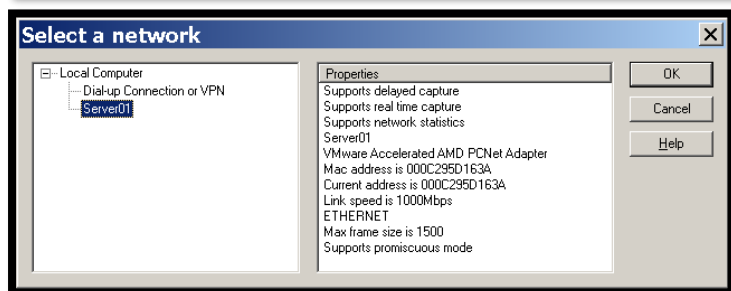 Select a network
Local Computer
Dial-up Connection or VPN
Server01
Properties
Supports delayed capture
Supports real time capture
Supports network statistics
Server01
VMware Accelerated AMD PCNet Adapter
Mac address is 000C295D163A
Current address is 000C295D163A
Link speed is 1000Mbps
ETHERNET
Max frame size is 1500
Supports promiscuous mode
OK
Cancel
Help